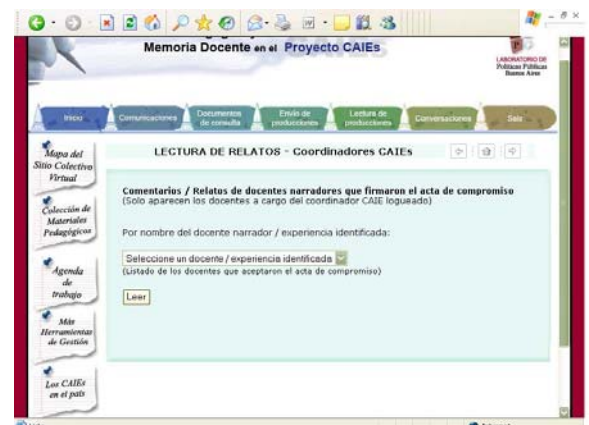 Memoria Docente en el Proyecto CAIEs
LABORATORIO DE
Políticas Públicas
Buenos Aires
Inicio
Comunicaciones
Documentos
de consulta
Envío de
producciones
Lectura de
producciones
Conversaciones
Salir
Mapa del
Sitio Colectivo
Virtual
Colección de
Materiales
Pedagógicos
Agenda
de
trabajo
Más
Herramientas
de Gestión
Los CAIEs
en el país
LECTURA DE RELATOS - Coordinadores CAIEs
Comentarios / Relatos de docentes narradores que firmaron el acta de compromiso
(Solo aparecen los docentes a cargo del coordinador CAIE logueado)
Por nombre del docente narrador / experiencia identificada:
Seleccione un docente / experiencia identificada
(Listado de los docentes que aceptaron el acta de compromiso)
Leer